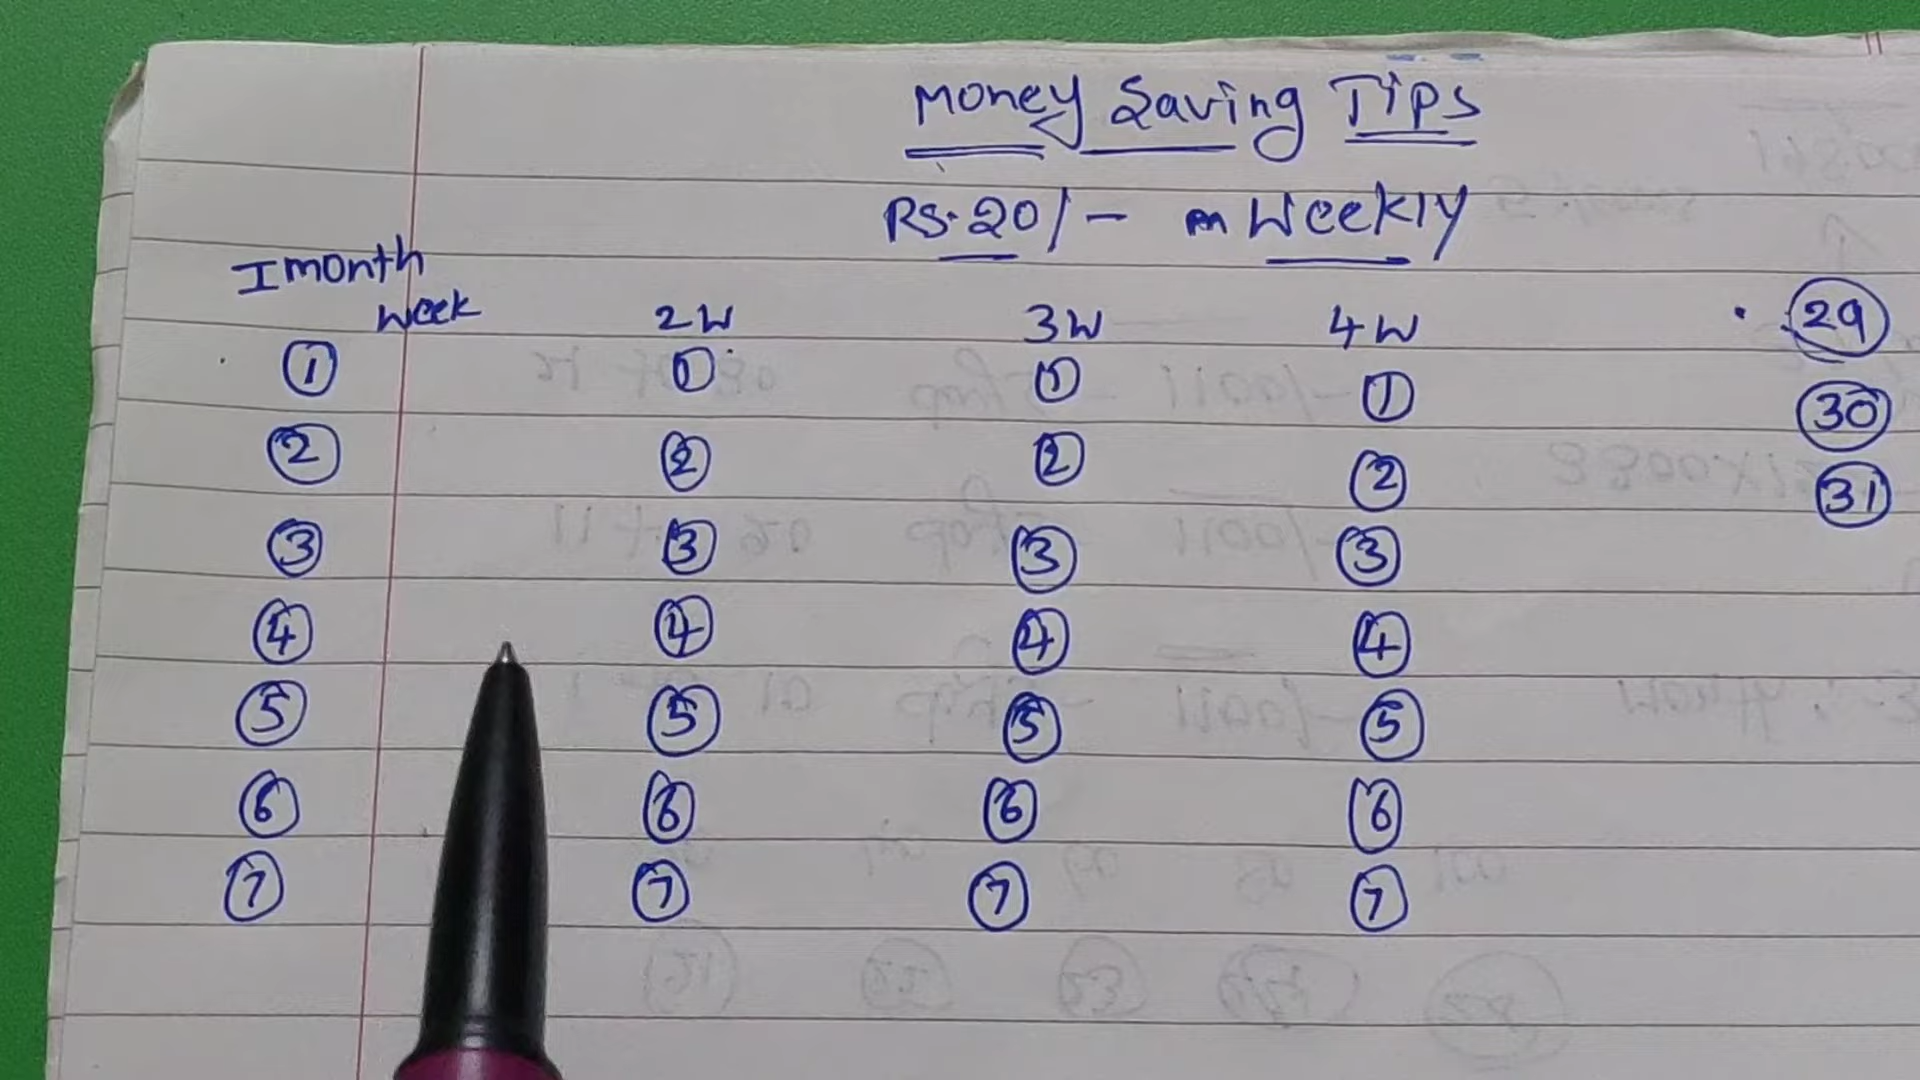 Money Saving Tips
RS.20/- m Weekly
I month
Week 2W 3W 4W 29
1 1 1 1 30
2 2 2 2 31
3 3 3 3
4 4 4 4
5 5 5 5
6 6 6 6
7 7 7 7